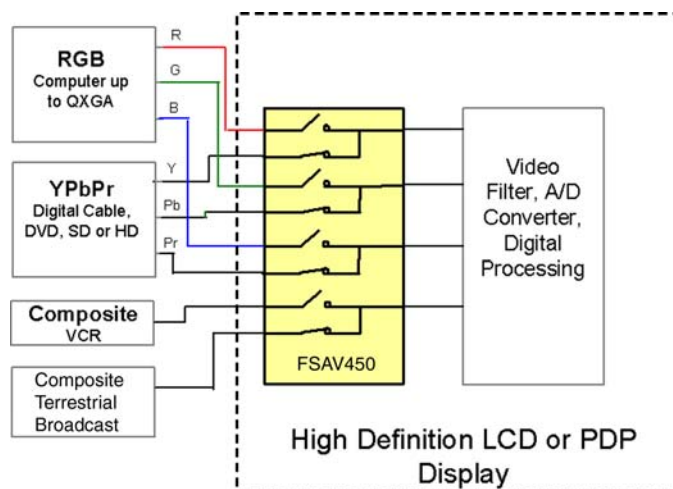 RGB
Computer up
to QXGA
R
G
B
YPbPr
Digital Cable,
DVD, SD or HD
Y
Pb
Pr
Composite
VCR
Composite
Terrestrial
Broadcast
FSAV450
Video
Filter, A/D
Converter,
Digital
Processing
High Definition LCD or PDP
Display